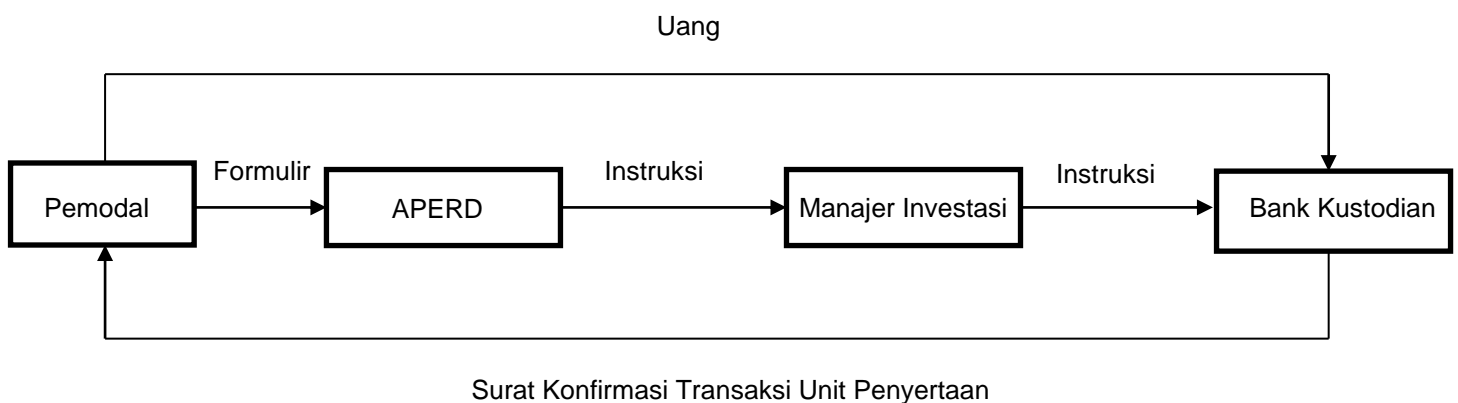 Uang
Formulir
Instruksi
Instruksi
Pemodal
APERD
Manajer Investasi
Bank Kustodian
Surat Konfirmasi Transaksi Unit Penyertaan